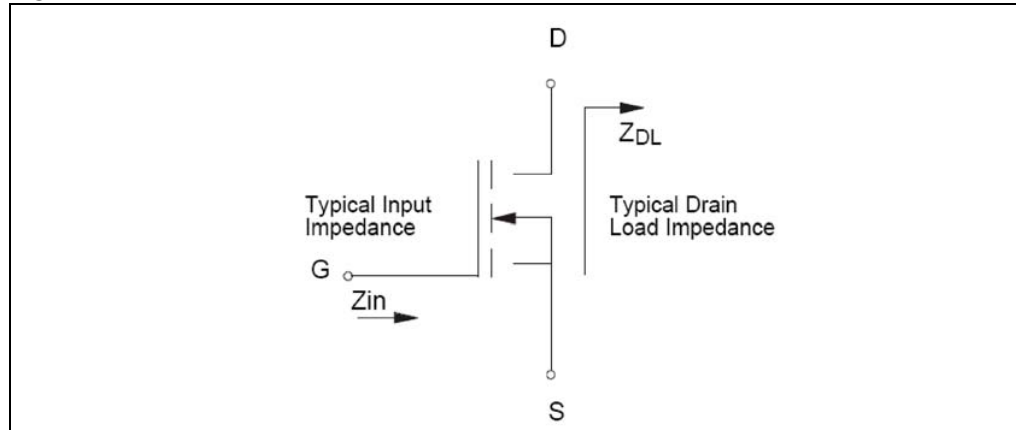 D
ZDL
Typical Input
Impedance
Typical Drain
Load Impedance
G
Zin
S